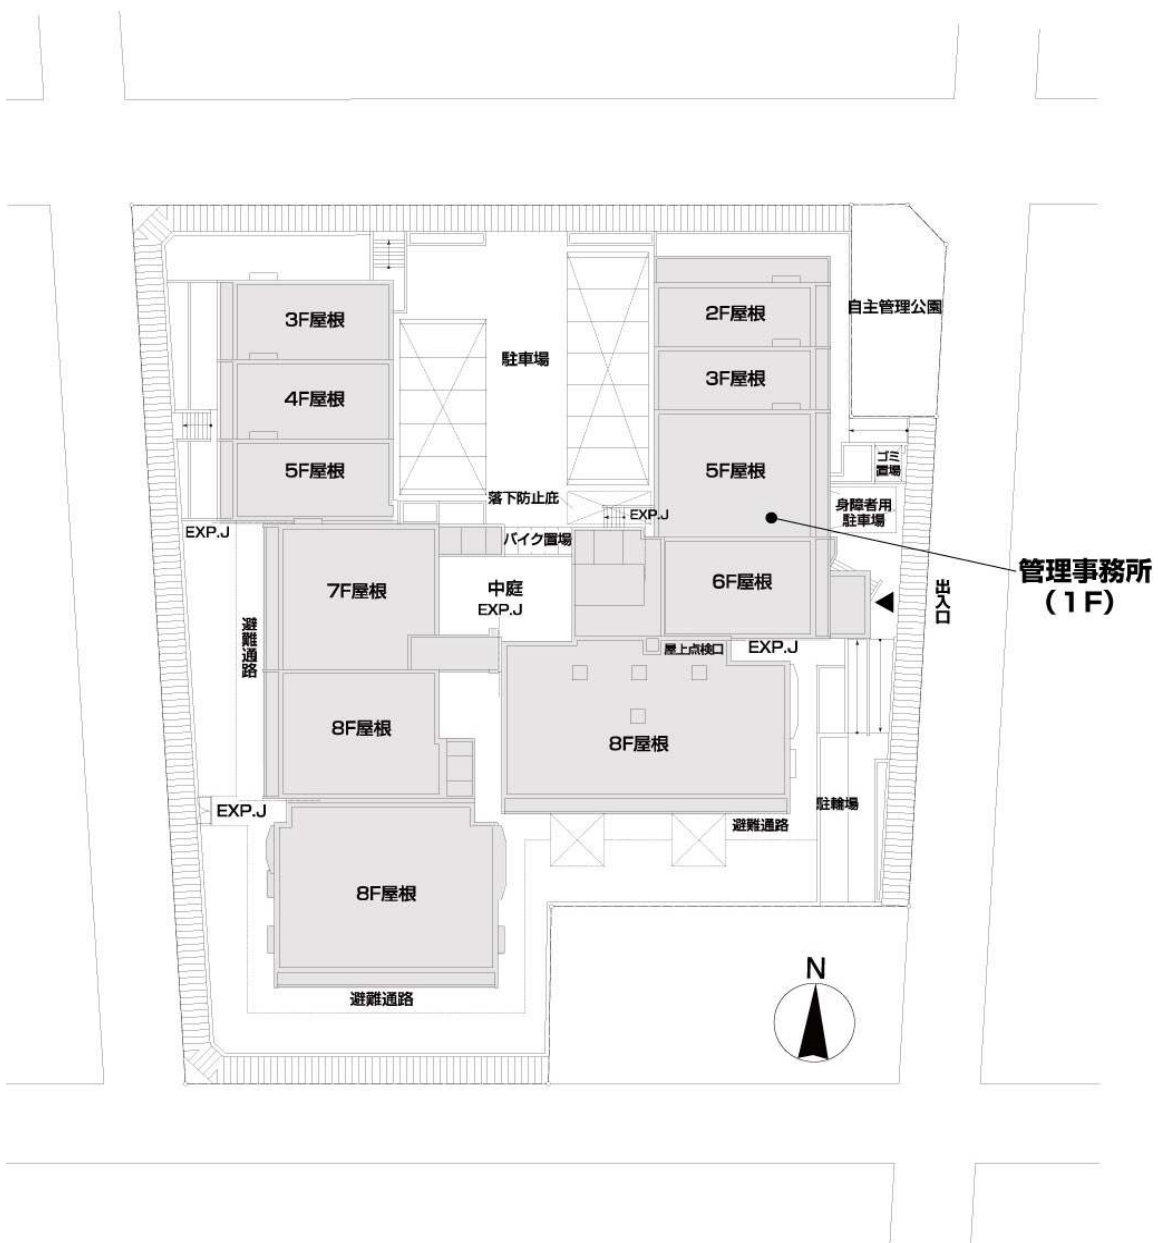 自主管理公園
3F屋根
2F屋根
駐車場
3F屋根
4F屋根
5F屋根
5F屋根
ゴミ
置場
落下防止庇
身障者用
駐車場
EXP.J
EXP.J
バイク置場
管理事務所
（1F）
6F屋根
7F屋根
中庭
EXP.J
出入口
避難通路
屋上点検口
EXP.J
8F屋根
8F屋根
駐輪場
EXP.J
避難通路
8F屋根
N
避難通路